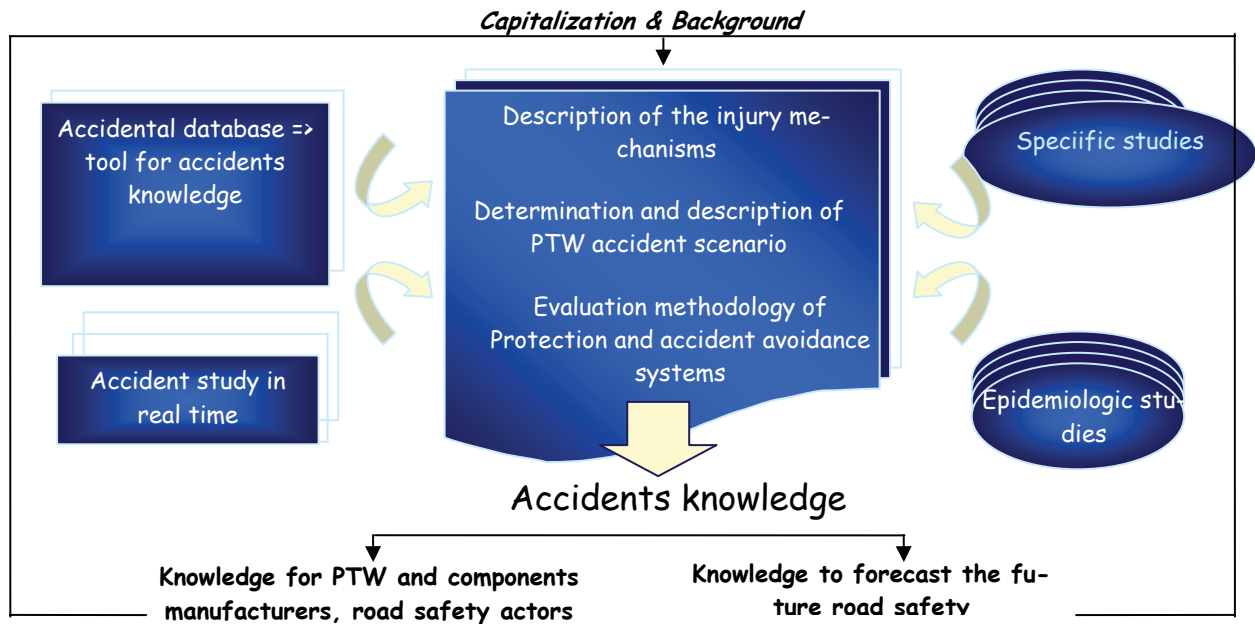 Capitalization & Background
Accidental database =>
tool for accidents
knowledge
Accident study in
real time
Description of the injury me-
chanisms
Determination and description of
PTW accident scenario
Evaluation methodology of
Protection and accident avoidance
systems
Speciific studies
Epidemiologic stu-
dies
Accidents knowledge
Knowledge for PTW and components
manufacturers, road safety actors
Knowledge to forecast the fu-
ture road safety